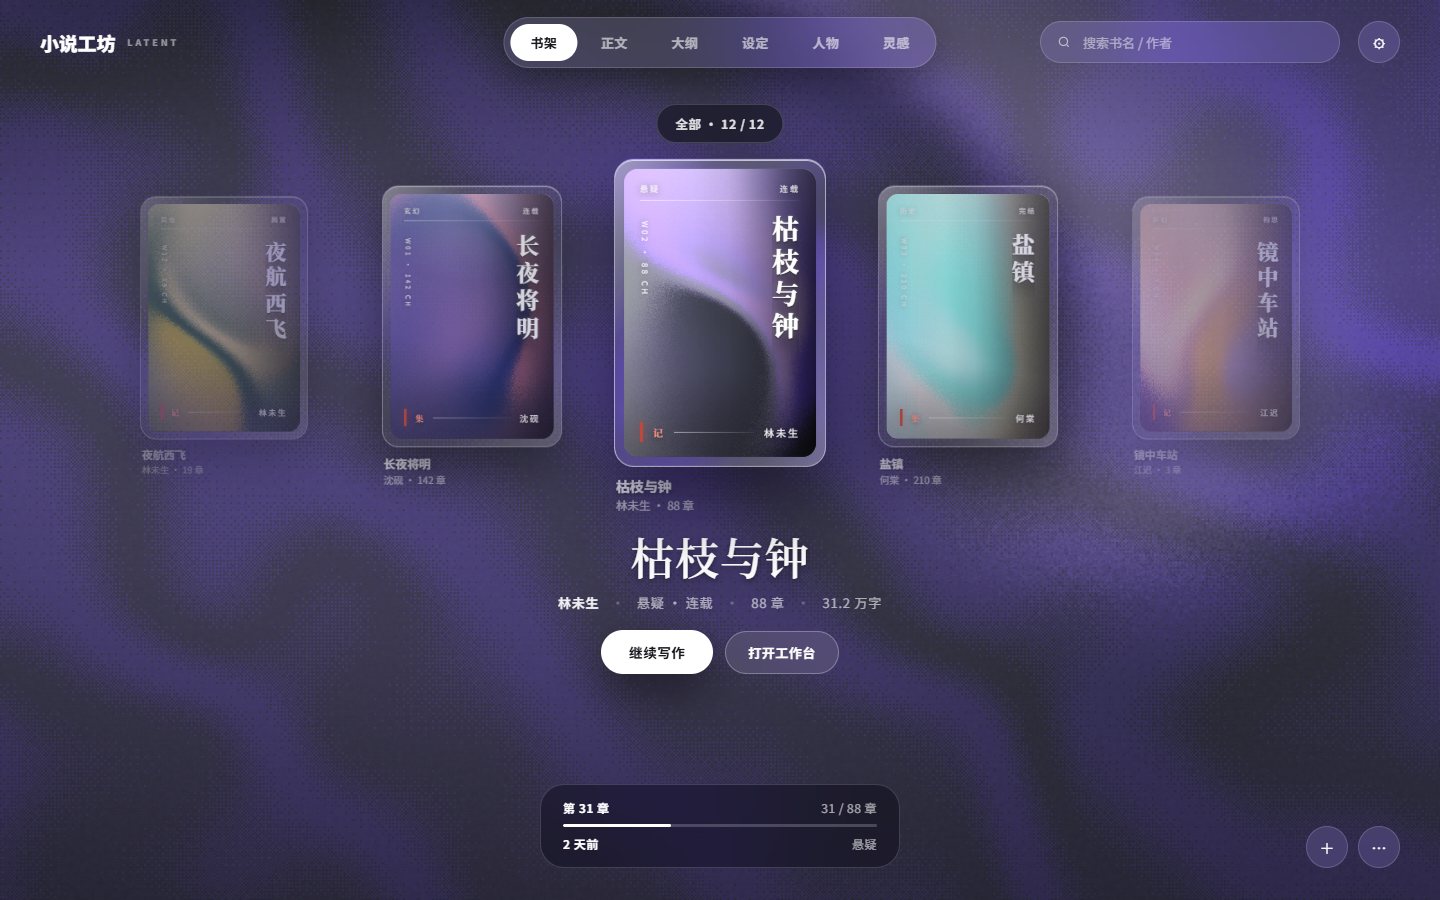 小说工坊 LATENT
书架 正文 大纲 设定 人物 灵感
搜索书名 / 作者
全部 • 12 / 12
夜航西飞
记 林未生
夜航西飞
林未生 • 19 章
玄幻 连载
W01 · 142 CH
长夜将明
集 沈砚
长夜将明
沈砚 • 142 章
悬疑 连载
W02 · 88 CH
枯枝与钟
记 林未生
枯枝与钟
林未生 • 88 章
完结
盐镇
何棠
盐镇
何棠 • 210 章
构思
镜中车站
记 江迟
镜中车站
江迟 • 3 章
枯枝与钟
林未生 · 悬疑 • 连载 · 88 章 · 31.2 万字
继续写作 打开工作台
第 31 章 31 / 88 章
2 天前 悬疑